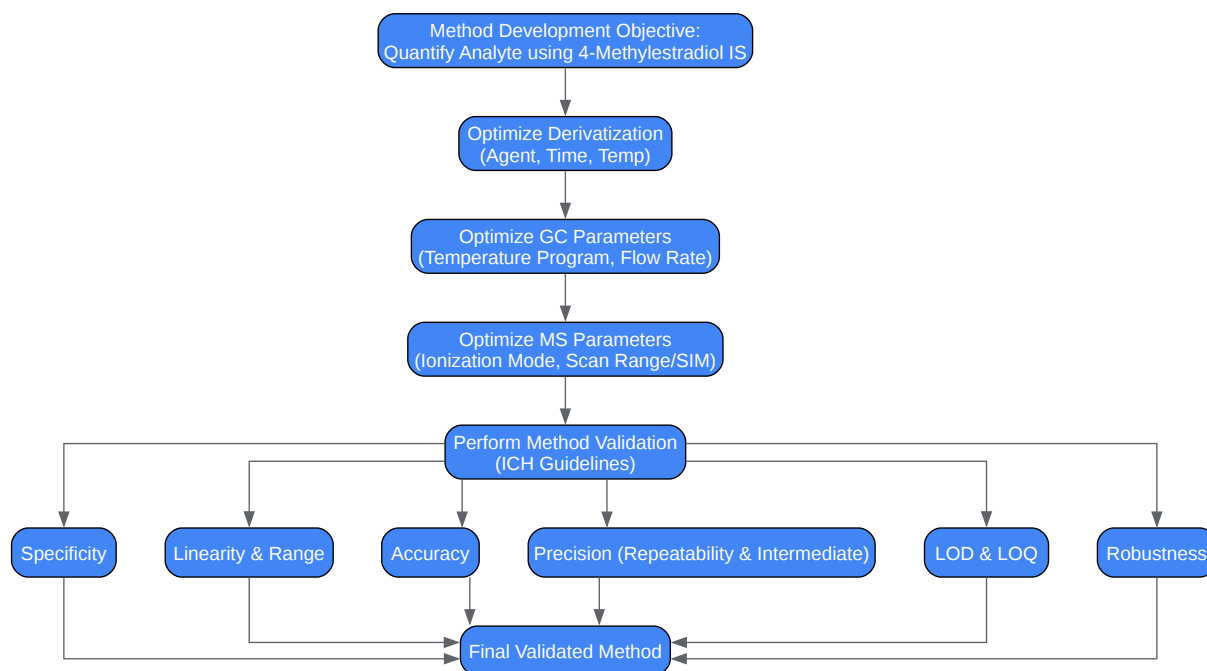 Method Development Objective:
Quantify Analyte using 4-Methylestradiol IS
Optimize Derivatization
(Agent, Time, Temp)
Optimize GC Parameters
(Temperature Program, Flow Rate)
Optimize MS Parameters
(Ionization Mode, Scan Range/SIM)
Perform Method Validation
(ICH Guidelines)
Specificity
Linearity & Range
Accuracy
Precision (Repeatability & Intermediate)
LOD & LOQ
Robustness
Final Validated Method